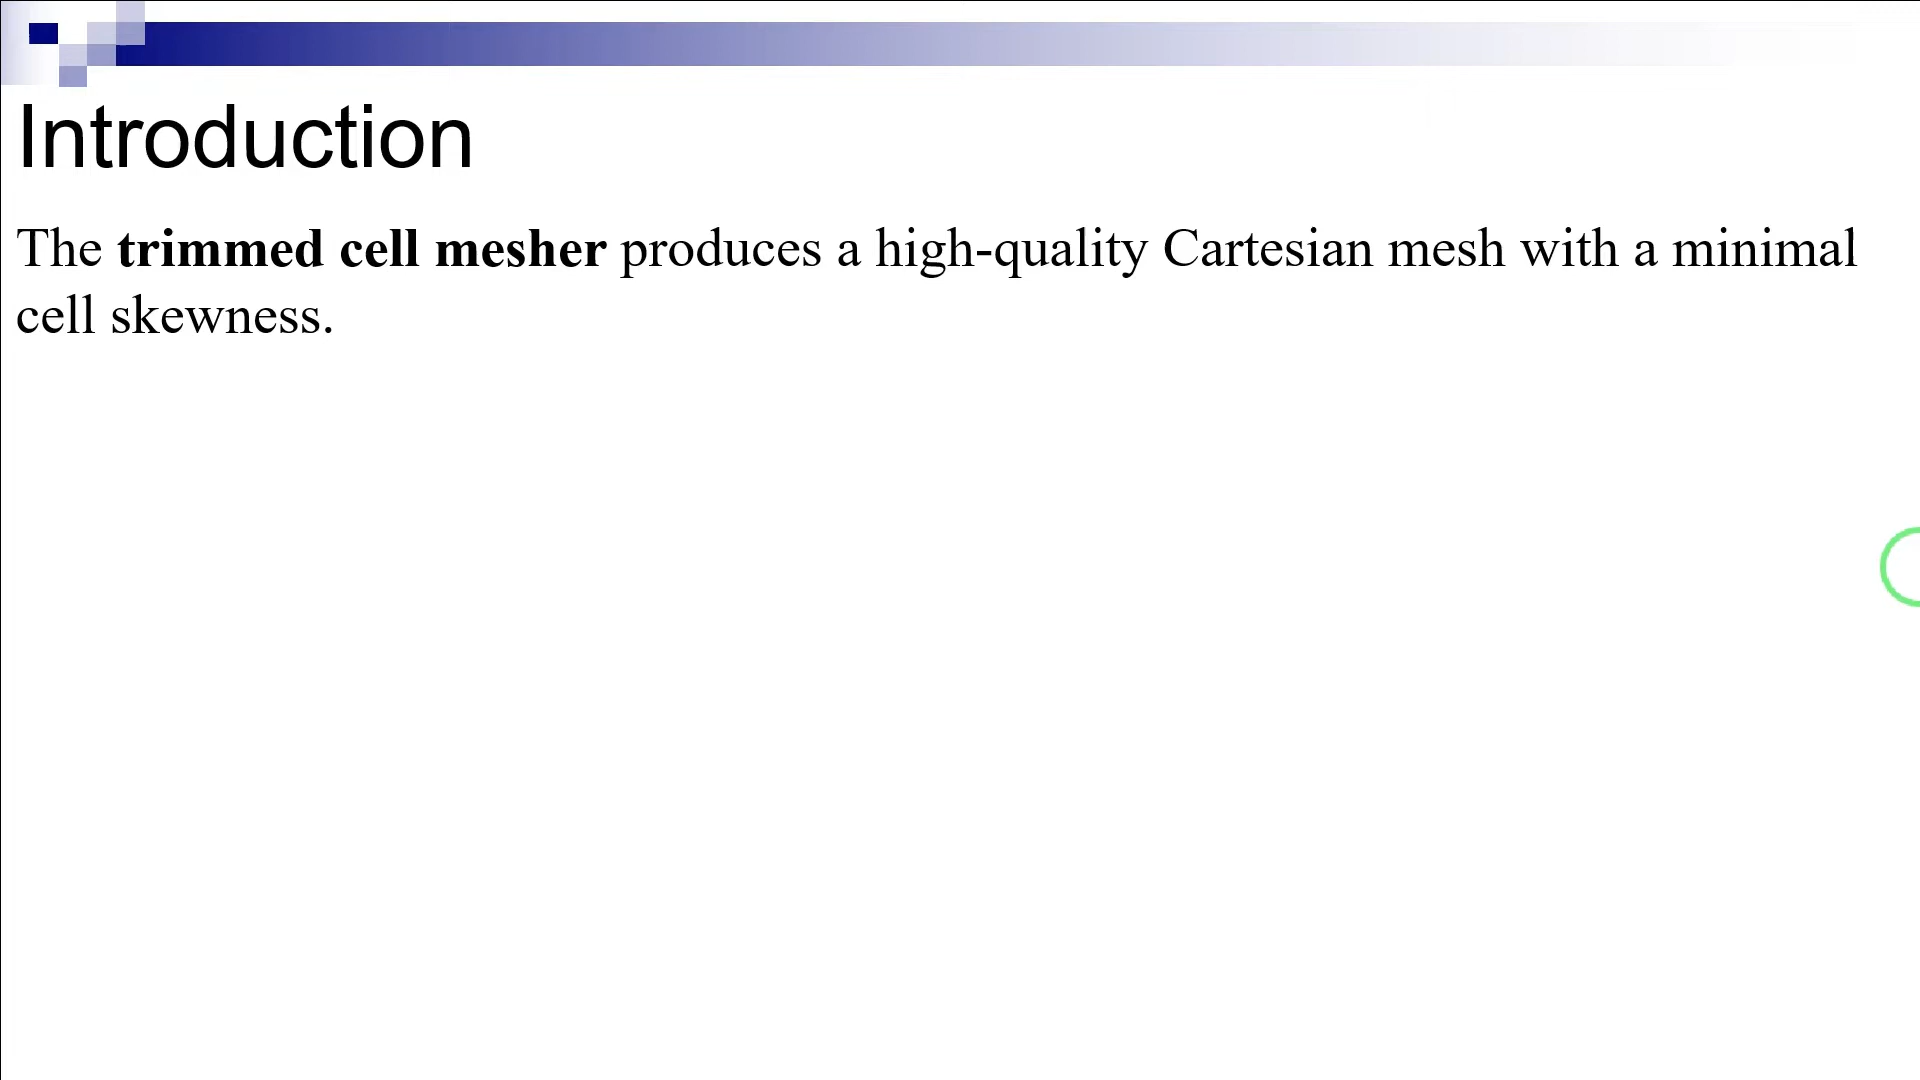 Introduction
The trimmed cell mesher produces a high-quality Cartesian mesh with a minimal
cell skewness.